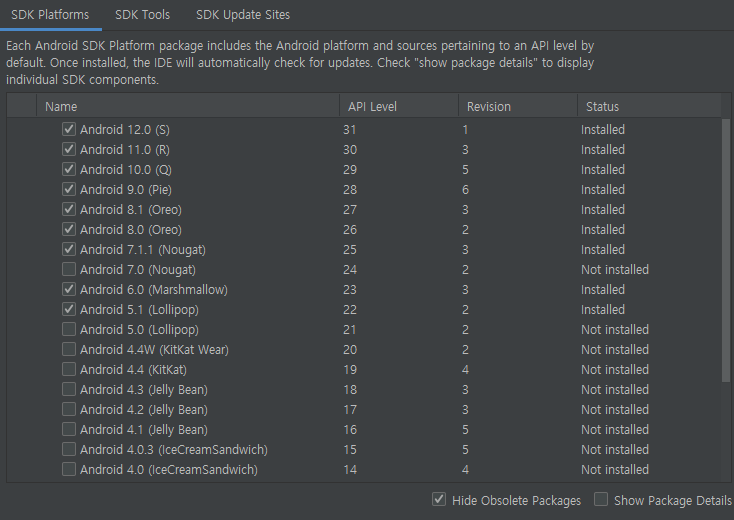 SDK Platforms SDK Tools SDK Update Sites
Each Android SDK Platform package includes the Android platform and sources pertaining to an API level by
default. Once installed, the IDE will automatically check for updates. Check "show package details" to display
individual SDK components.
Name API Level Revision Status
Android 12.0 (S) 31 1 Installed
Android 11.0 (R) 30 3 Installed
Android 10.0 (Q) 29 5 Installed
Android 9.0 (Pie) 28 6 Installed
Android 8.1 (Oreo) 27 3 Installed
Android 8.0 (Oreo) 26 2 Installed
Android 7.1.1 (Nougat) 25 3 Installed
Android 7.0 (Nougat) 24 2 Not installed
Android 6.0 (Marshmallow) 23 3 Installed
Android 5.1 (Lollipop) 22 2 Installed
Android 5.0 (Lollipop) 21 2 Not installed
Android 4.4W (KitKat Wear) 20 2 Not installed
Android 4.4 (KitKat) 19 4 Not installed
Android 4.3 (Jelly Bean) 18 3 Not installed
Android 4.2 (Jelly Bean) 17 3 Not installed
Android 4.1 (Jelly Bean) 16 5 Not installed
Android 4.0.3 (IceCreamSandwich) 15 5 Not installed
Android 4.0 (IceCreamSandwich) 14 4 Not installed
Hide Obsolete Packages Show Package Details